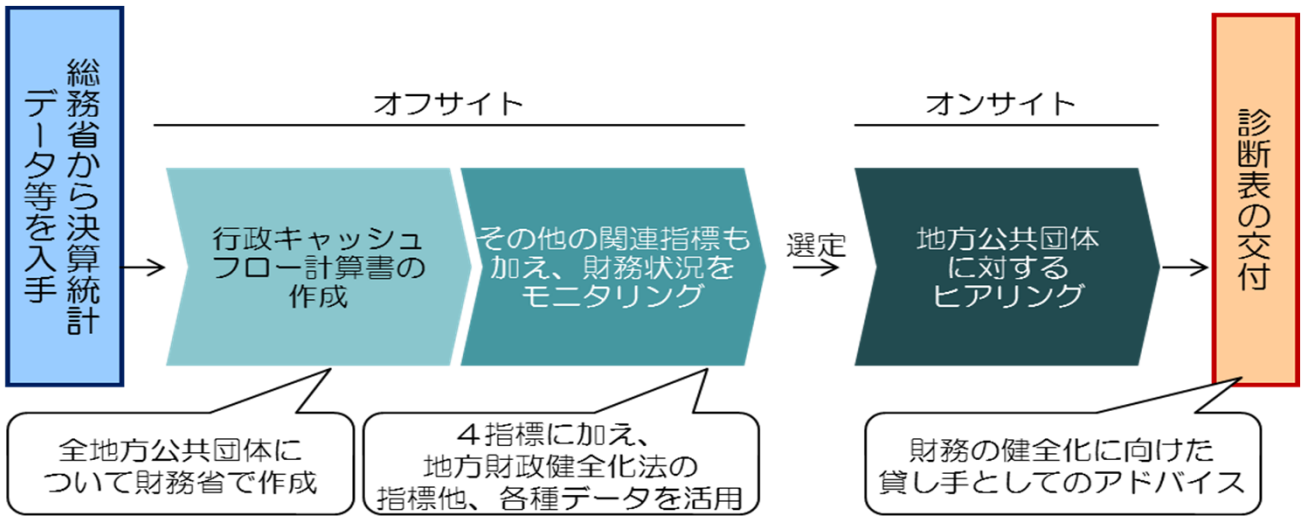 総務省から決算統計
データ等を入手
オフサイト
行政キャッシュ
フロー計算書の
作成
その他の関連指標も
加え、財務状況を
モニタリング
選定
オンサイト
地方公共団体
に対する
ヒアリング
診断表の交付
全地方公共団体に
ついて財務省で作成
４指標に加え、
地方財政健全化法の
指標他、各種データを活用
財務の健全化に向けた
貸し手としてのアドバイス